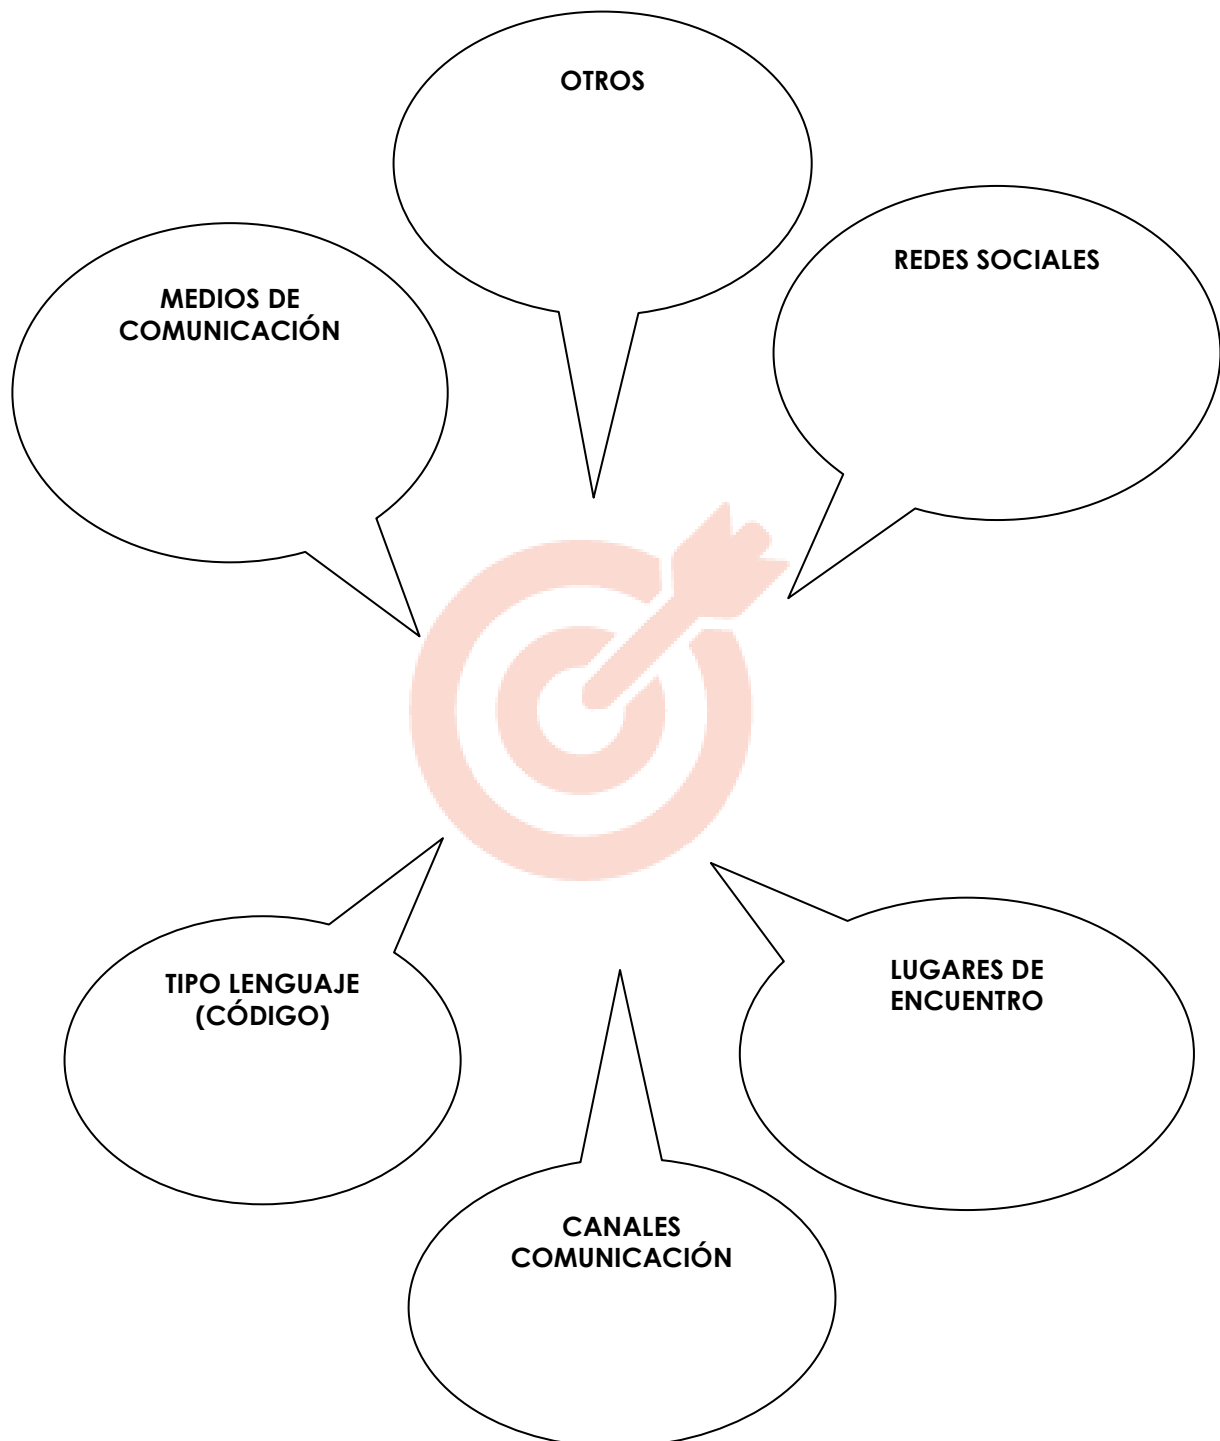 OTROS
REDES SOCIALES
MEDIOS DE
COMUNICACIÓN
TIPO LENGUAJE
(CÓDIGO)
LUGARES DE
ENCUENTRO
CANALES
COMUNICACIÓN